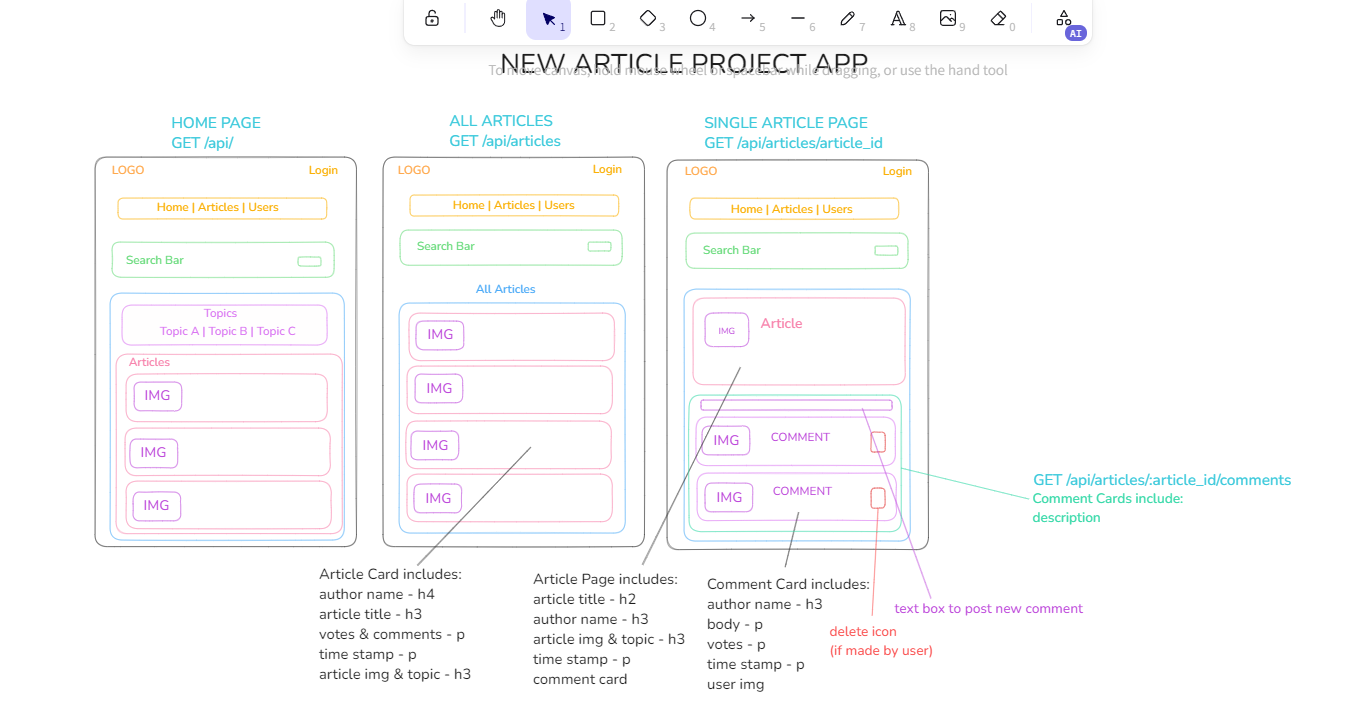 1
2
3
4
5
6
7
8
9
0
AI
NEW ARTICLE PROJECT APP
To move canvas, hold mouse wheel or spacebar while dragging, or use the hand tool
HOME PAGE
GET /api/
LOGO
Login
Home | Articles | Users
Search Bar
Topics
Topic A | Topic B | Topic C
Articles
IMG
IMG
IMG
ALL ARTICLES
GET /api/articles
LOGO
Login
Home | Articles | Users
Search Bar
All Articles
IMG
IMG
IMG
IMG
SINGLE ARTICLE PAGE
GET /api/articles/article_id
LOGO
Login
Home | Articles | Users
Search Bar
IMG
Article
IMG
COMMENT
IMG
COMMENT
GET /api/articles/:article_id/comments
Comment Cards include:
description
Article Card includes:
author name - h4
article title - h3
votes & comments - p
time stamp - p
article img & topic - h3
Article Page includes:
article title - h2
author name - h3
article img & topic - h3
time stamp - p
comment card
Comment Card includes:
author name - h3
body - p
votes - p
time stamp - p
user img
text box to post new comment
delete icon
(if made by user)